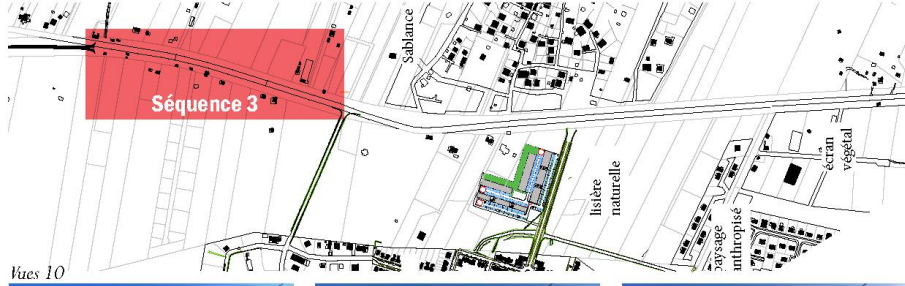 Sablance
Séquence 3
écran
végétal
lisière
naturelle
paysage
anthropisé
Vues 10